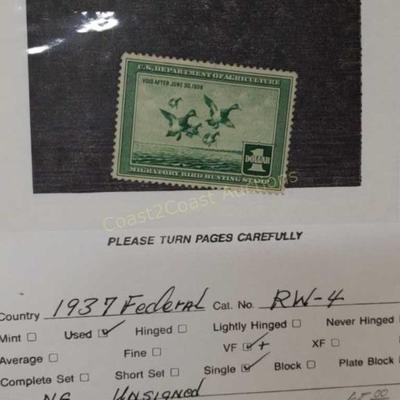 U.S. DEPARTMENT OF AGRICULTURE
VOID AFTER JUNE 30, 1938
1
DOLLAR
MIGRATORY BIRD HUNTING STAMP
Coast2Coast Auctions
PLEASE TURN PAGES CAREFULLY
Country 1937 Federal Cat. No. RW-4
Mint Used Hinged Lightly Hinged Never Hinged
Average Fine VF + XF
Complete Set Short Set Single Block Plate Block
NG Unsigned 65.00